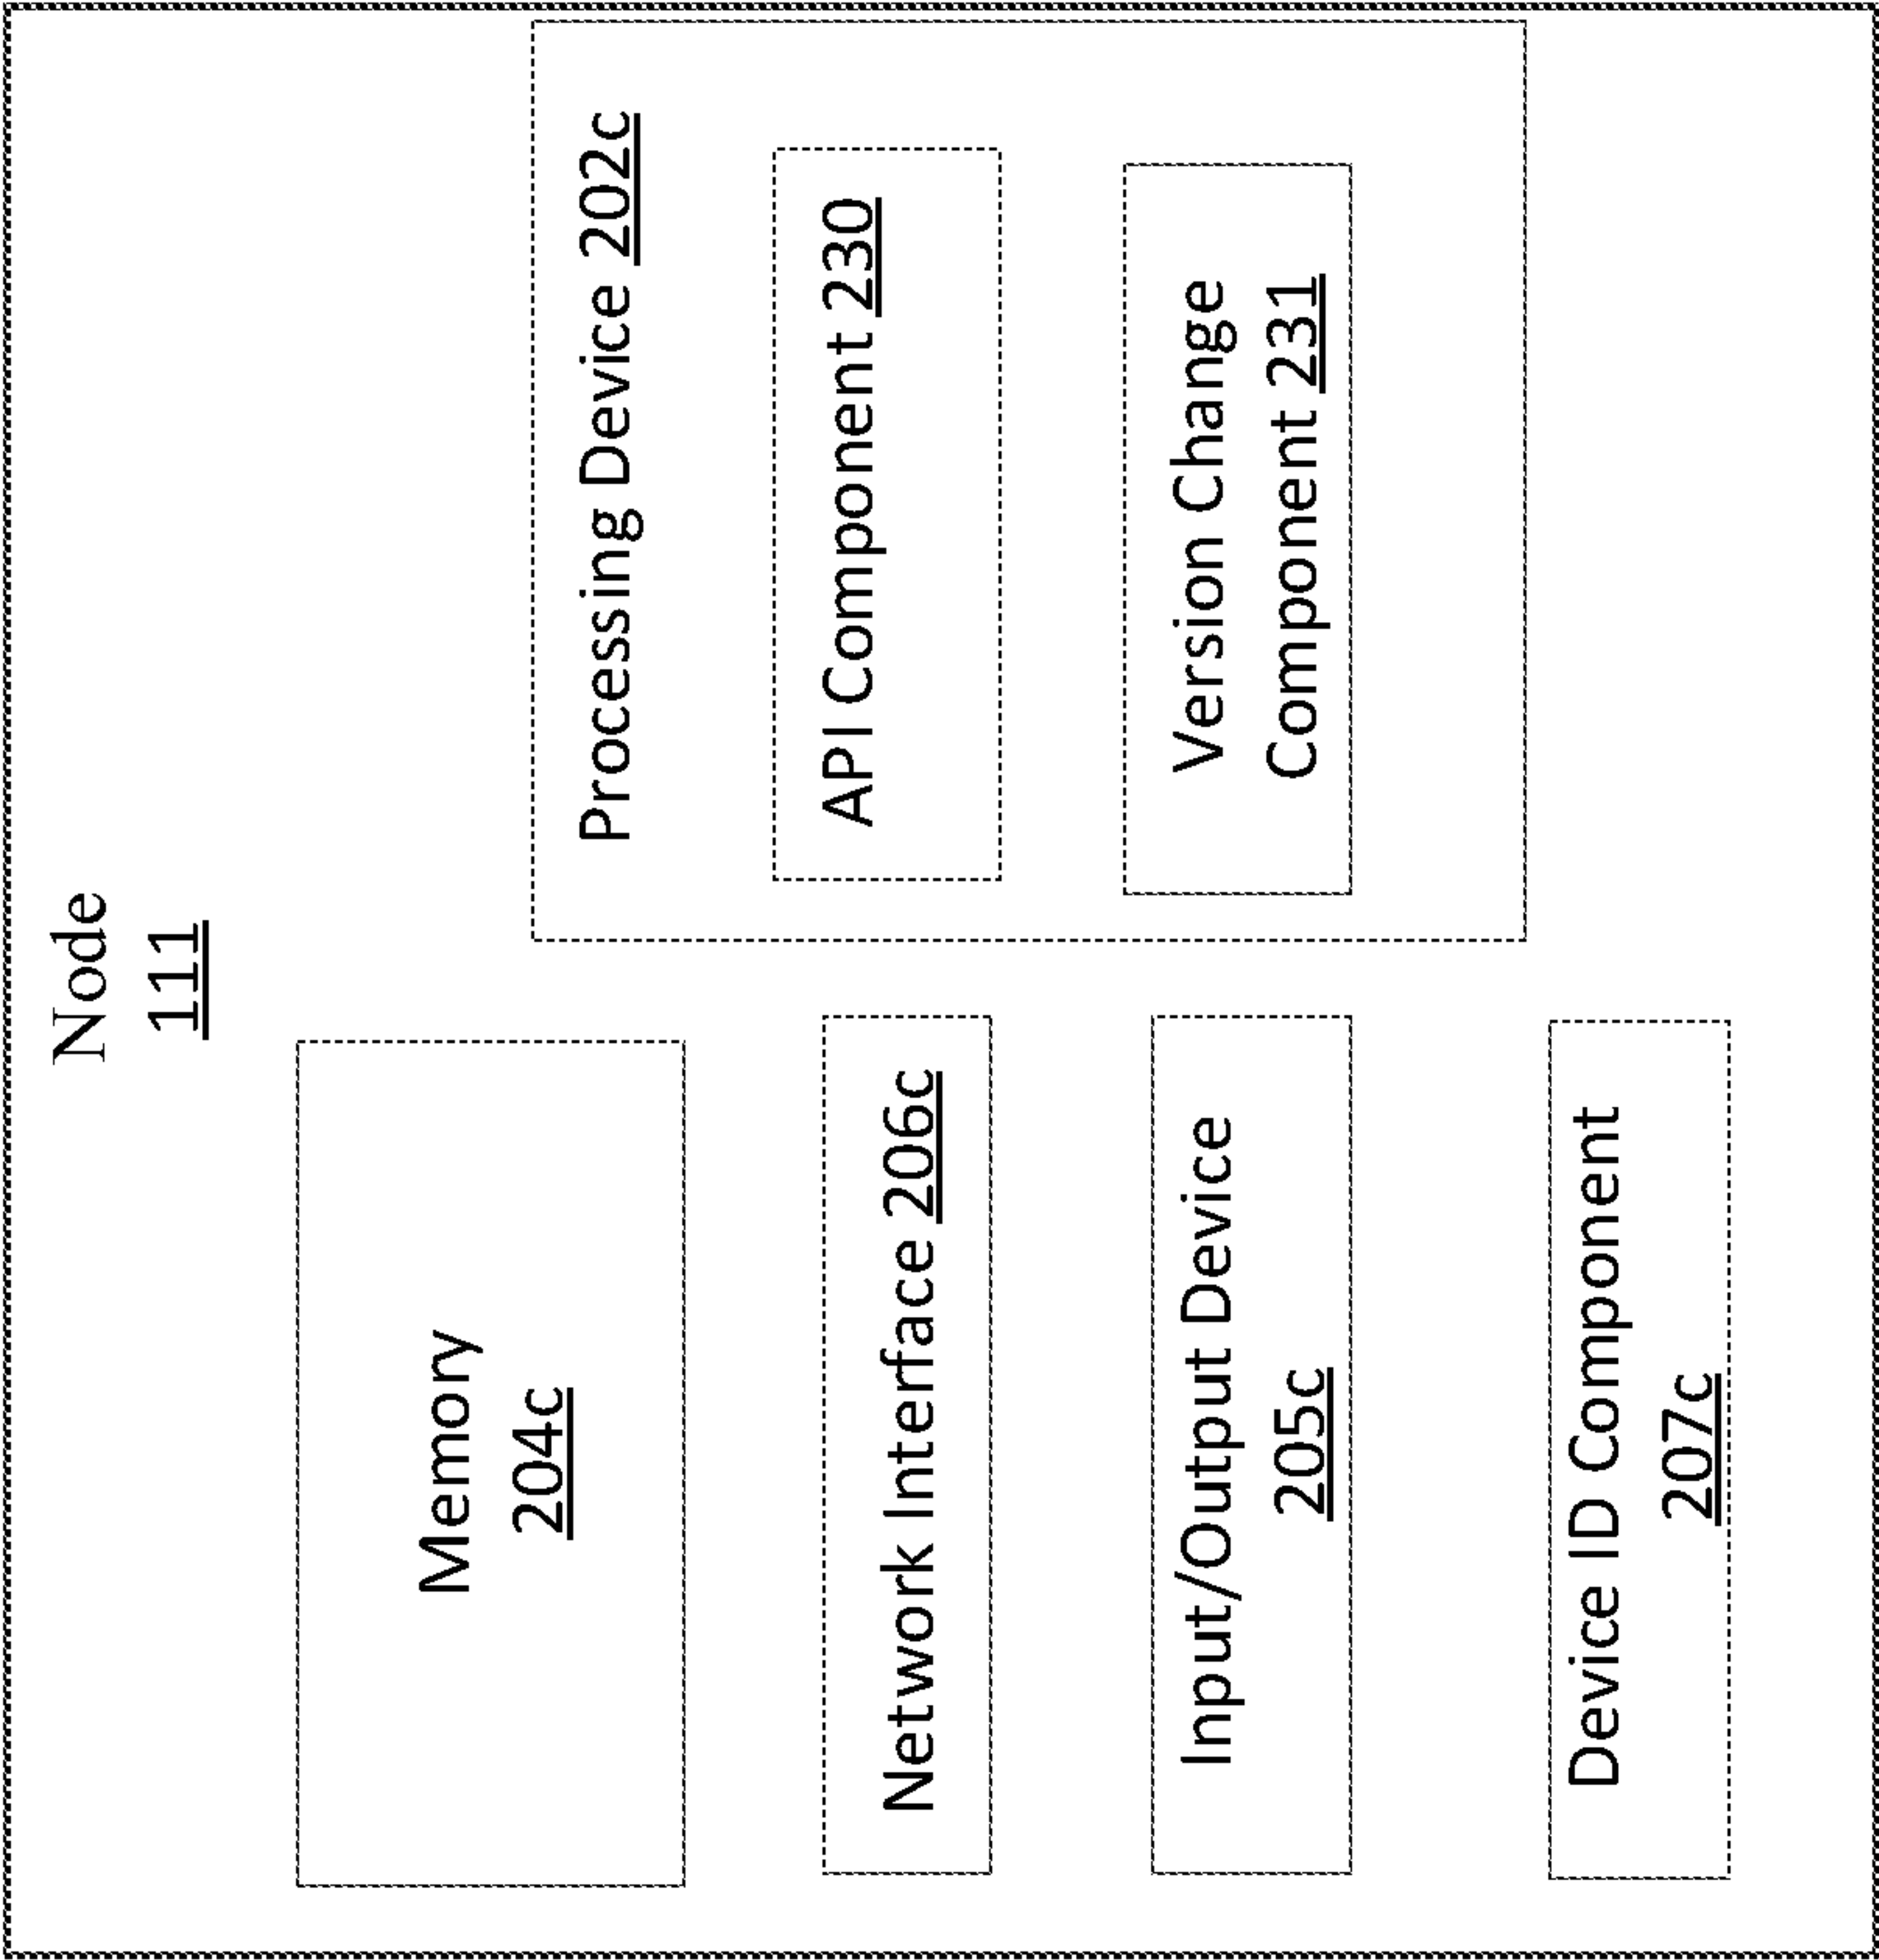 Node
111
Memory
204c
Network Interface 206c
Input/Output Device
205c
Device ID Component
207c
Processing Device 202c
API Component 230
Version Change
Component 231